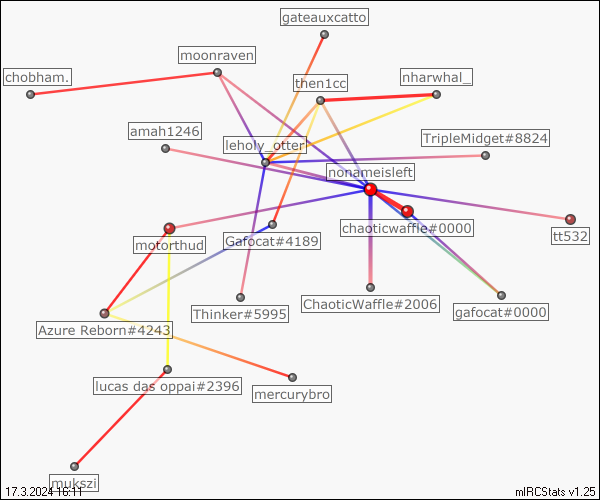 gateauxcatto
moonraven
chobham.
then1cc
nharwhal_
amah1246
TripleMidget#8824
leholy_otter
nonameisleft
chaoticwaffle#0000
tt532
motorthud
Gafocat#4189
Thinker#5995
ChaoticWaffle#2006
gafocat#0000
Azure Reborn#4243
lucas das oppai#2396
mercurybro
mukszi
17.3.2024 16:11
mIRCStats v1.25